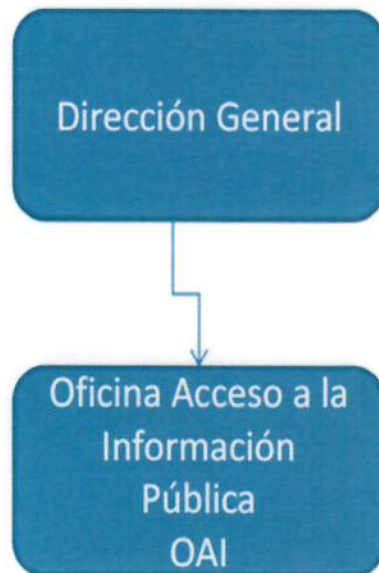 Dirección General
Oficina Acceso a la
Información
Pública
OAI